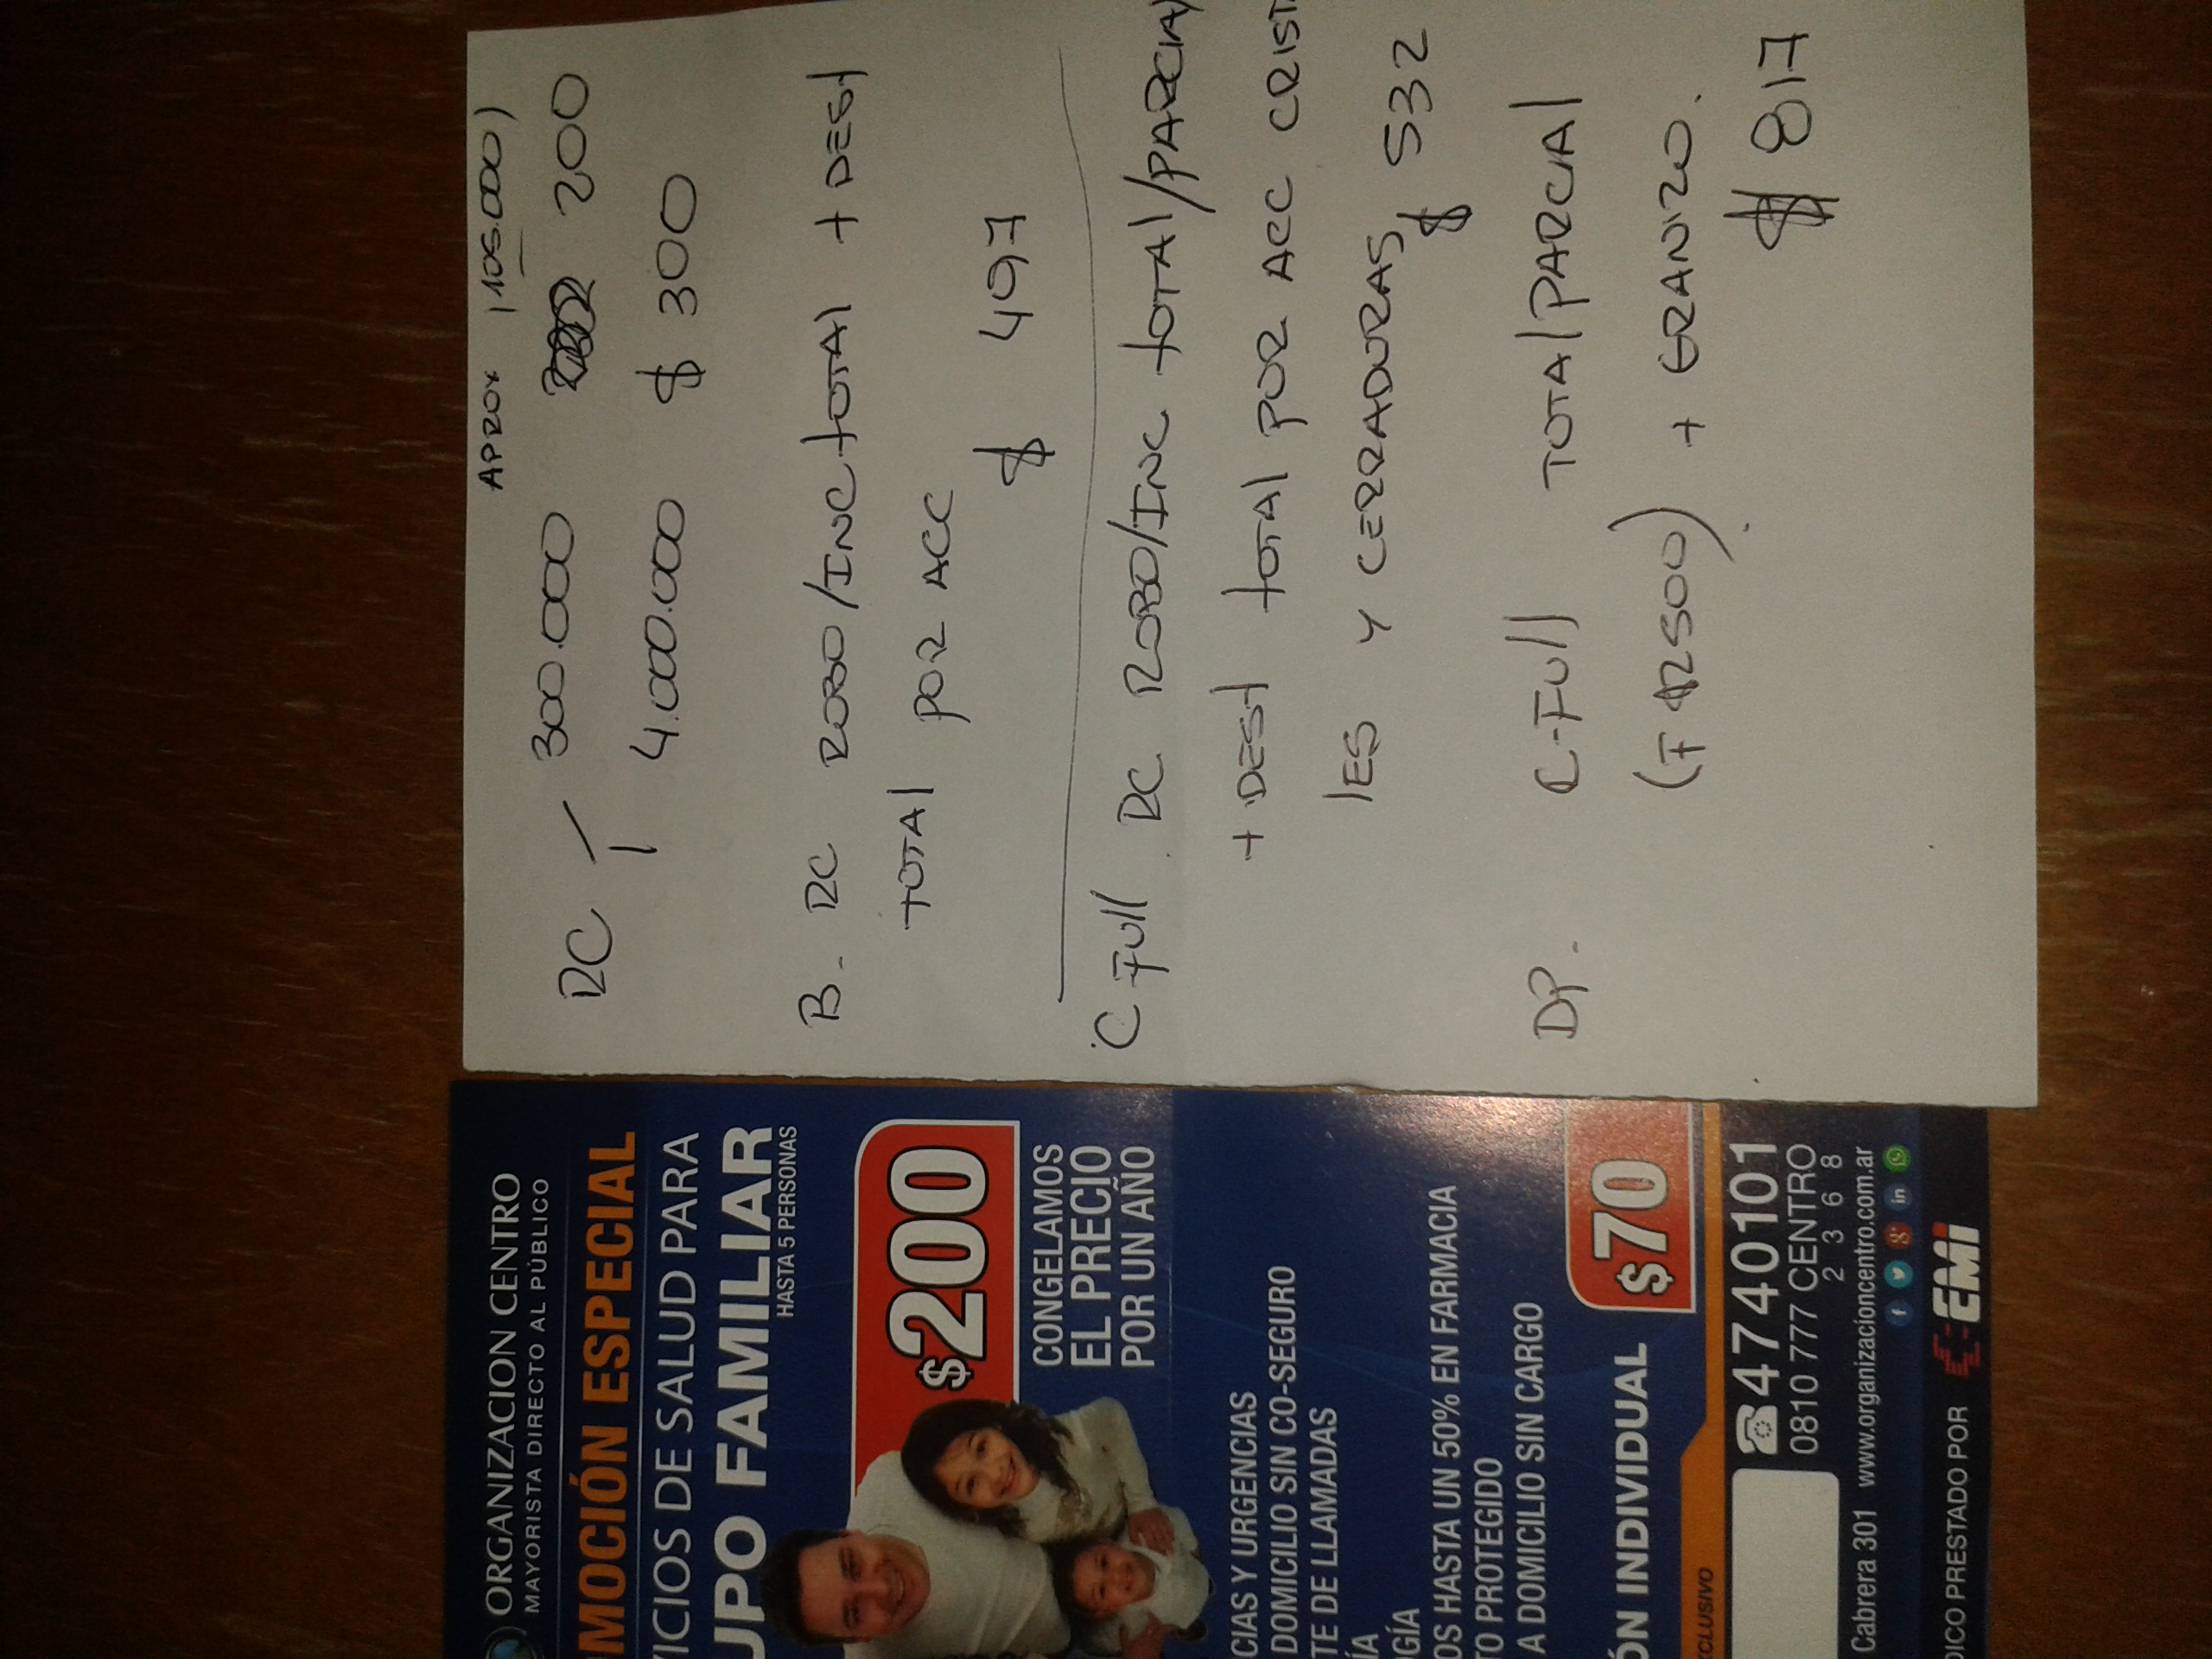 ORGANIZACION CENTRO
MAYORISTA DIRECTO AL PÚBLICO
OMOCIÓN ESPECIAL
VICIOS DE SALUD PARA
UPO FAMILIAR
HASTA 5 PERSONAS
$200
CONGELAMOS
EL PRECIO
POR UN AÑO
CIAS Y URGENCIAS
DOMICILIO SIN CO-SEGURO
TE DE LLAMADAS
ÍA
OGÍA
OS HASTA UN 50% EN FARMACIA
TO PROTEGIDO
A DOMICILIO SIN CARGO
ÓN INDIVIDUAL $70
XCLUSIVO
4740101
0810 777 CENTRO
2 3 6 8
Cabrera 301 www.organizacioncentro.com.ar
DICO PRESTADO POR EMi
APROX (105.000)
RC 300.000 200
4.000.000 $ 300
B. RC ROBO/INC TOTAL + DEST
TOTAL POR ACC
$ 497
C Full RC ROBO/INC TOTAL/PARCIAL
+ DEST TOTAL POR ACC CRISTA
LES Y CERRADURAS $ 532
DP. C-Full TOTAL PARCIAL
(F $2500) + GRANIZO.
$ 817